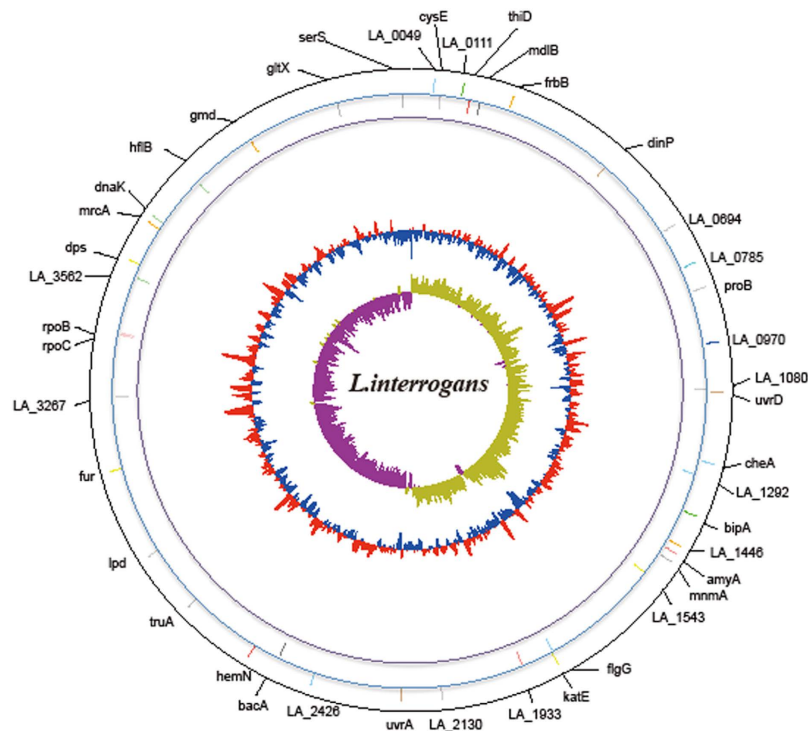 cysE
thiD
LA_0049
LA_0111
serS
mdlB
gltX
frbB
gmd
dinP
hflB
dnaK
mrcA
LA_0694
dps
LA_0785
LA_3562
proB
rpoB
rpoC
LA_0970
L.interrogans
LA_1080
LA_3267
uvrD
cheA
fur
LA_1292
bipA
LA_1446
lpd
amyA
mnmA
LA_1543
truA
flgG
hemN
katE
bacA
LA_2426
LA_1933
uvrA
LA_2130